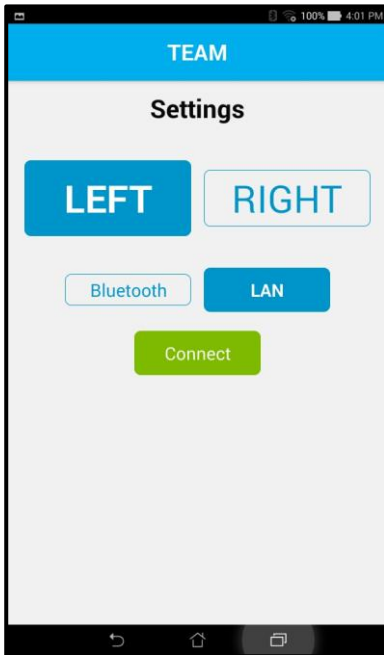 100% 4:01 PM
TEAM
Settings
LEFT RIGHT
Bluetooth LAN
Connect